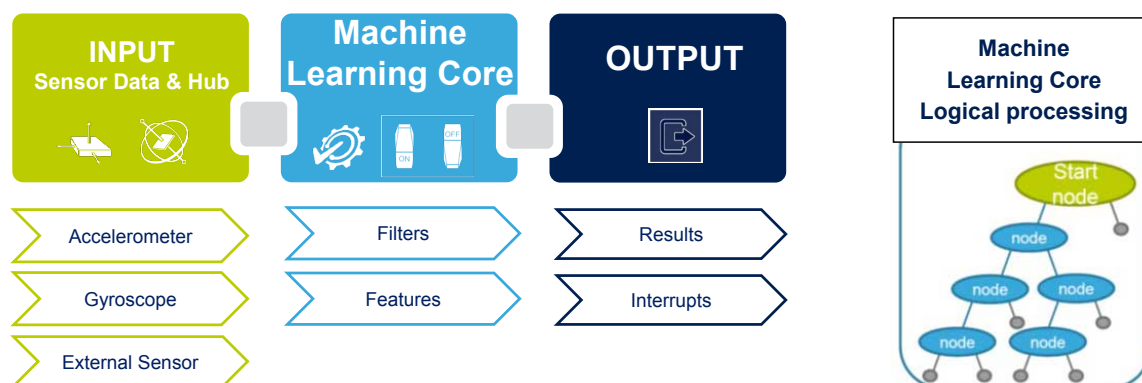 INPUT
Sensor Data & Hub
Machine
Learning Core
ON
OFF
OUTPUT
Accelerometer
Gyroscope
External Sensor
Filters
Features
Results
Interrupts
Machine
Learning Core
Logical processing
Start
node
node
node
node
node
node